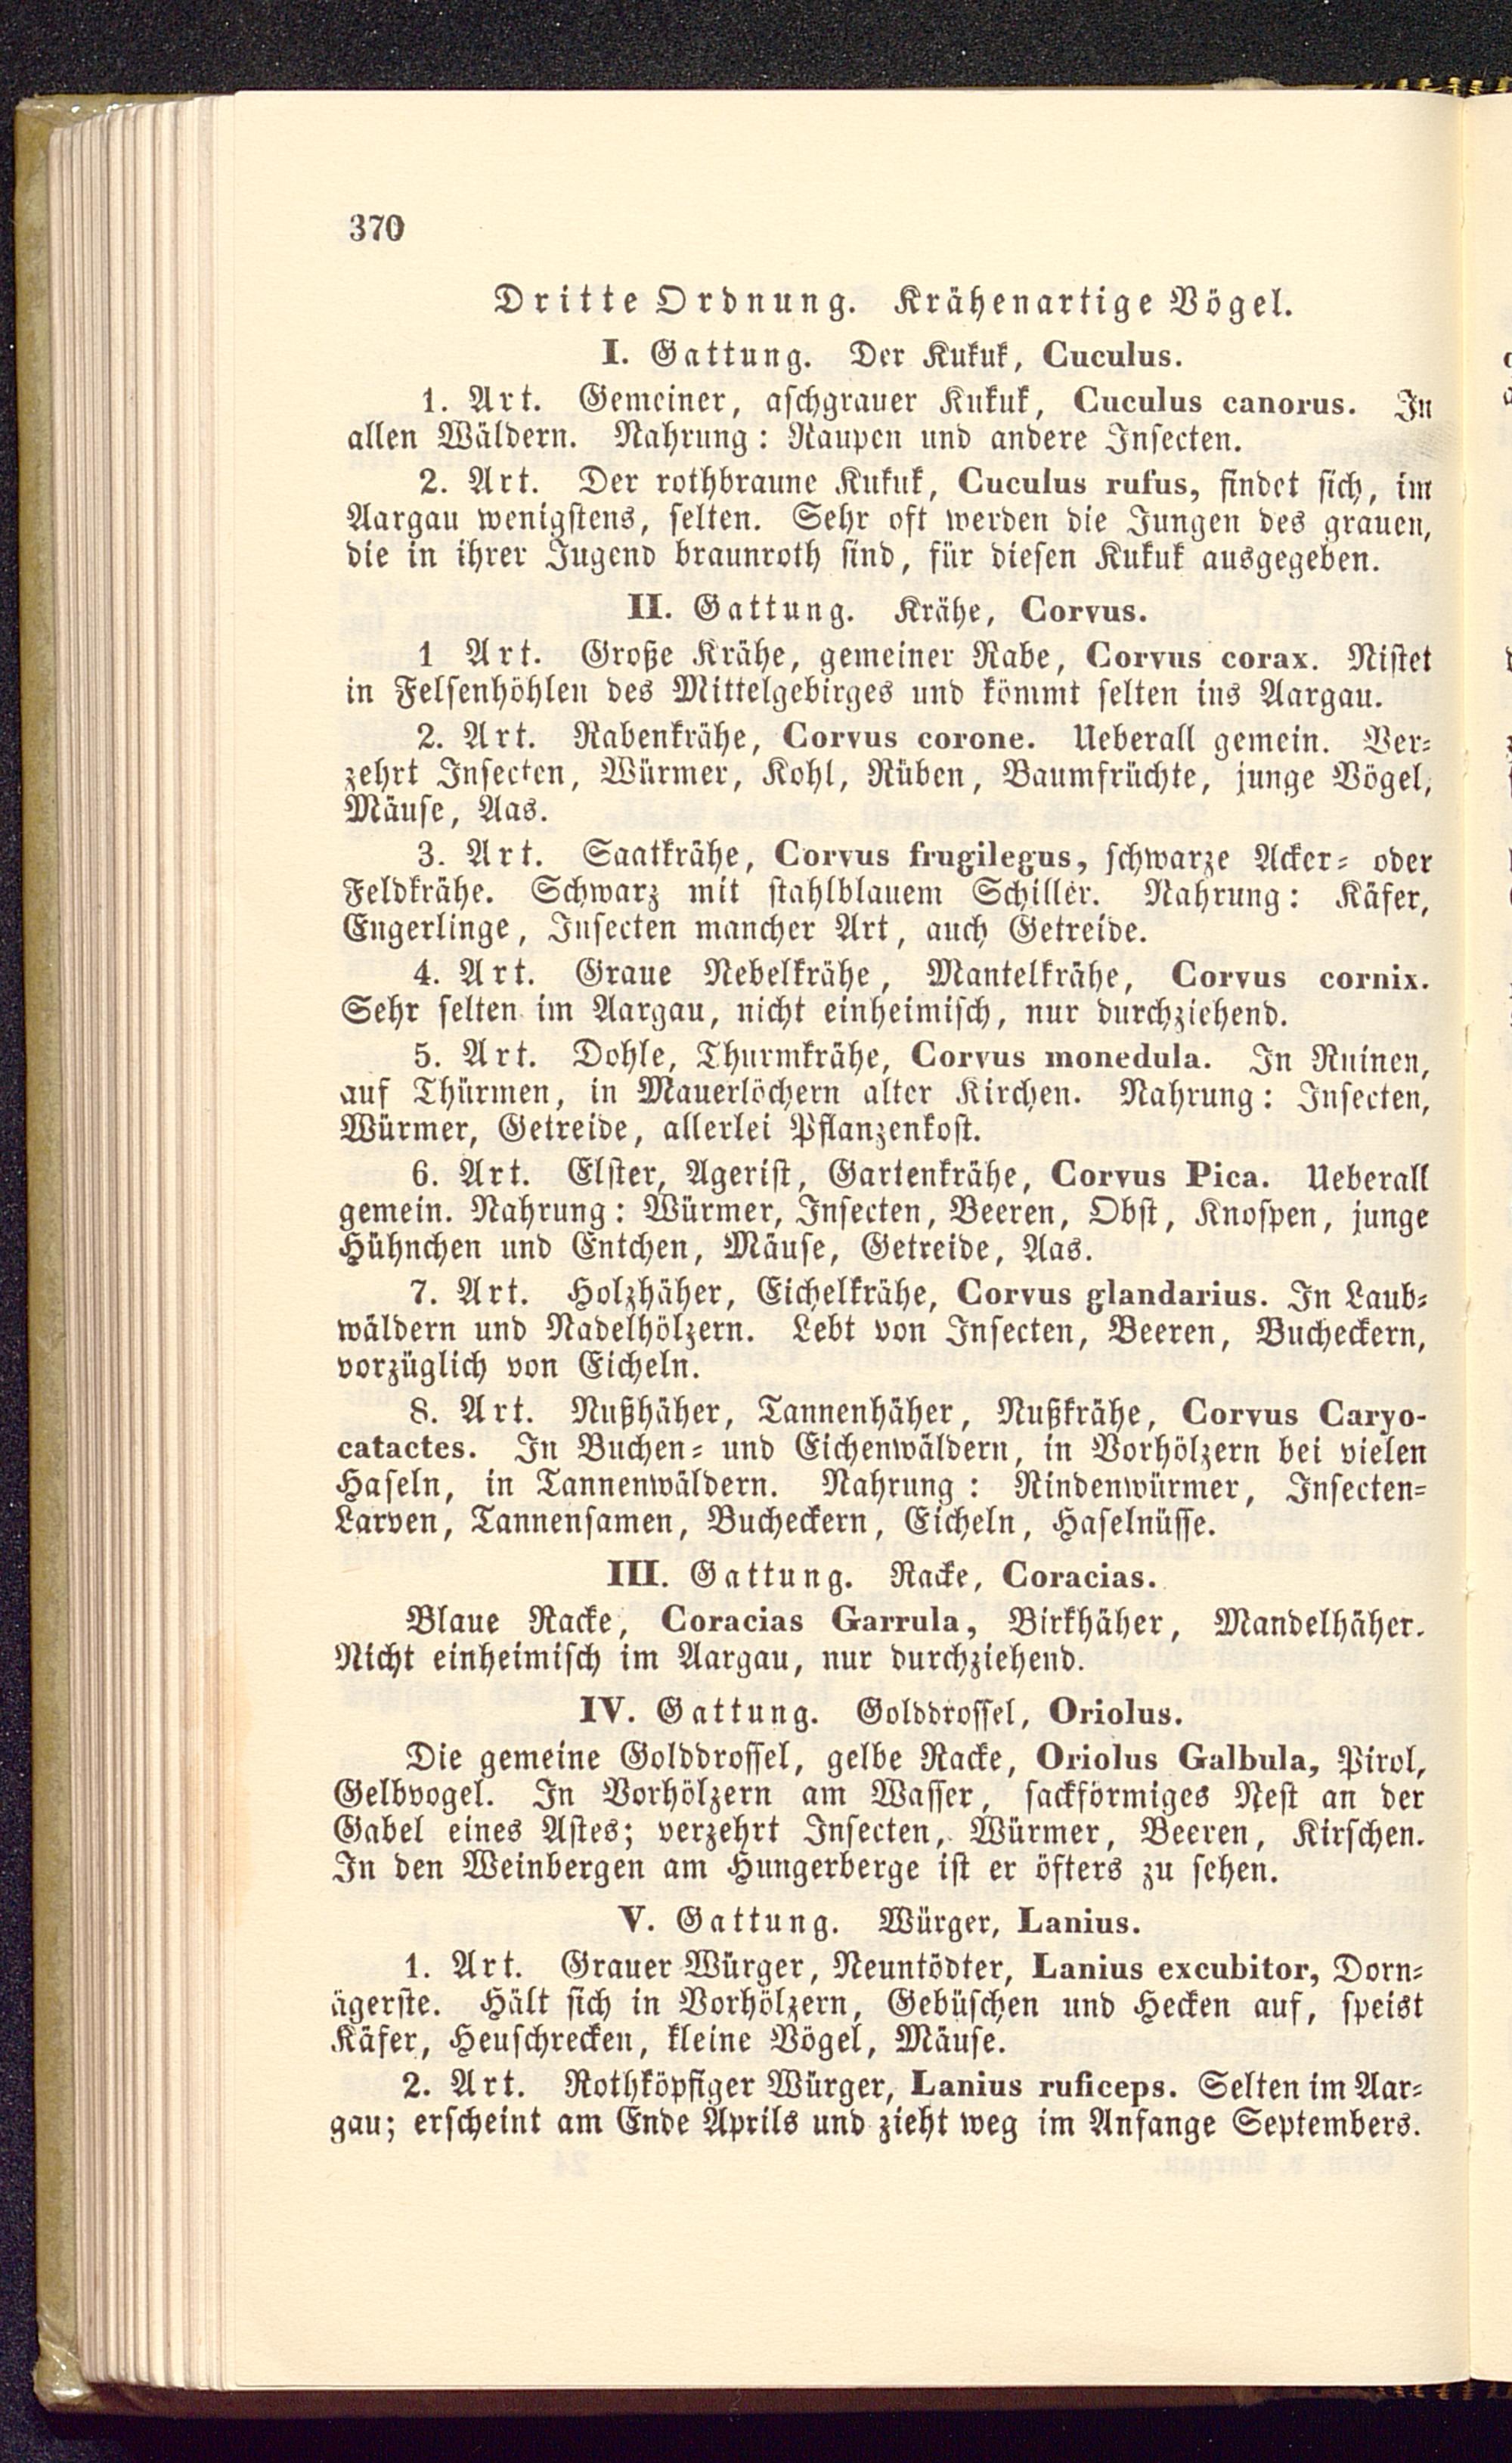 370
Dritte Ordnung. Krähenartige Vögel.
I. Gattung. Der Kukuk, Cuculus.
1. Art. Gemeiner, aschgrauer Kukuk, Cuculus canorus. In
allen Wäldern. Nahrung: Raupen und andere Insecten.
2. Art. Der rothbraune Kukuk, Cuculus rufus, findet sich, im
Aargau wenigstens, selten. Sehr oft werden die Jungen des grauen,
die in ihrer Jugend braunroth sind, für diesen Kukuk ausgegeben.
II. Gattung. Krähe, Corvus.
1 Art. Große Krähe, gemeiner Rabe, Corvus corax. Nistet
in Felsenhöhlen des Mittelgebirges und kömmt selten ins Aargau.
2. Art. Rabenkrähe, Corvus corone. Ueberall gemein. Ver-
zehrt Insecten, Würmer, Kohl, Rüben, Baumfrüchte, junge Vögel,
Mäuse, Aas.
3. Art. Saatkrähe, Corvus frugilegus, schwarze Acker- oder
Feldkrähe. Schwarz mit stahlblauem Schiller. Nahrung: Käfer,
Engerlinge, Insecten mancher Art, auch Getreide.
4. Art. Graue Nebelkrähe, Mantelkrähe, Corvus cornix.
Sehr selten im Aargau, nicht einheimisch, nur durchziehend.
5. Art. Dohle, Thurmkrähe, Corvus monedula. In Ruinen,
auf Thürmen, in Mauerlöchern alter Kirchen. Nahrung: Insecten,
Würmer, Getreide, allerlei Pflanzenkost.
6. Art. Elster, Agerist, Gartenkrähe, Corvus Pica. Ueberall
gemein. Nahrung: Würmer, Insecten, Beeren, Obst, Knospen, junge
Hühnchen und Entchen, Mäuse, Getreide, Aas.
7. Art. Holzhäher, Eichelkrähe, Corvus glandarius. In Laub-
wäldern und Nadelhölzern. Lebt von Insecten, Beeren, Bucheckern,
vorzüglich von Eicheln.
8. Art. Nußhäher, Tannenhäher, Nußkrähe, Corvus Caryo-
catactes. In Buchen- und Eichenwäldern, in Vorhölzern bei vielen
Haseln, in Tannenwäldern. Nahrung: Rindenwürmer, Insecten-
Larven, Tannensamen, Bucheckern, Eicheln, Haselnüsse.
III. Gattung. Racke, Coracias.
Blaue Racke, Coracias Garrula, Birkhäher, Mandelhäher.
Nicht einheimisch im Aargau, nur durchziehend.
IV. Gattung. Golddrossel, Oriolus.
Die gemeine Golddrossel, gelbe Racke, Oriolus Galbula, Pirol,
Gelbvogel. In Vorhölzern am Wasser, sackförmiges Nest an der
Gabel eines Astes; verzehrt Insecten, Würmer, Beeren, Kirschen.
In den Weinbergen am Hungerberge ist er öfters zu sehen.
V. Gattung. Würger, Lanius.
1. Art. Grauer Würger, Neuntödter, Lanius excubitor, Dorn-
ägerste. Hält sich in Vorhölzern, Gebüschen und Hecken auf, speist
Käfer, Heuschrecken, kleine Vögel, Mäuse.
2. Art. Rothköpfiger Würger, Lanius ruficeps. Selten im Aar-
gau; erscheint am Ende Aprils und zieht weg im Anfange Septembers.